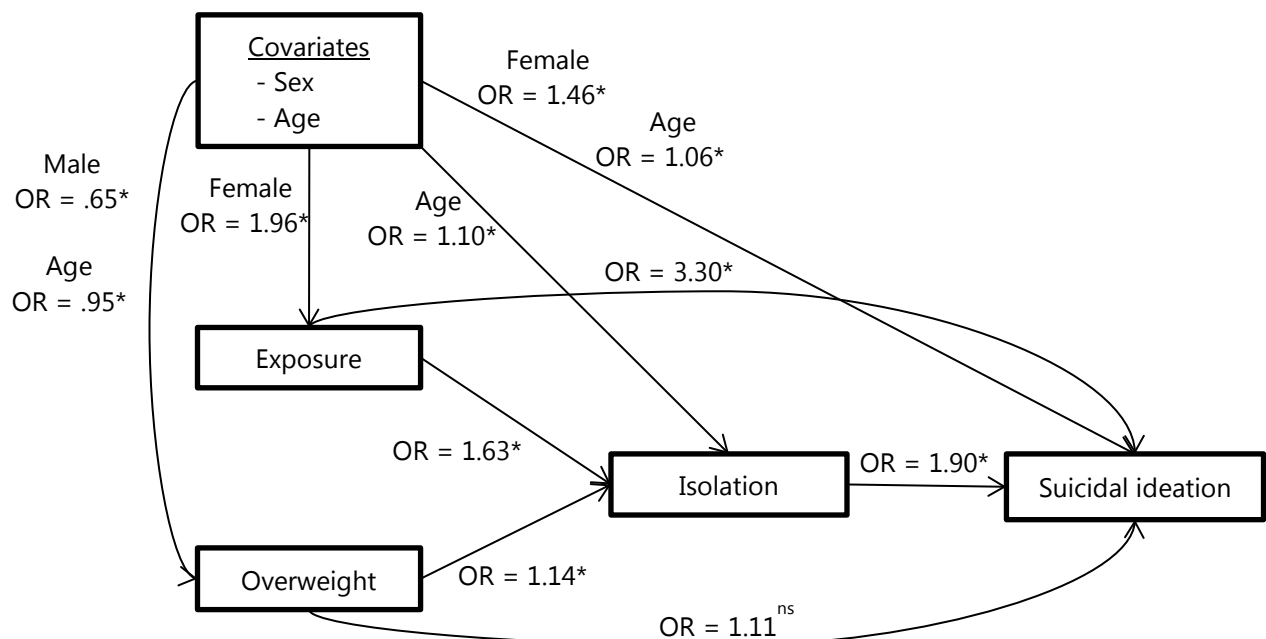 Covariates
- Sex
- Age
Female
OR = 1.46*
Age
OR = 1.06*
Male
OR = .65*
Age
OR = .95*
Female
OR = 1.96*
Age
OR = 1.10*
OR = 3.30*
Exposure
OR = 1.63*
Isolation
OR = 1.90*
Suicidal ideation
Overweight
OR = 1.14*
OR = 1.11ns